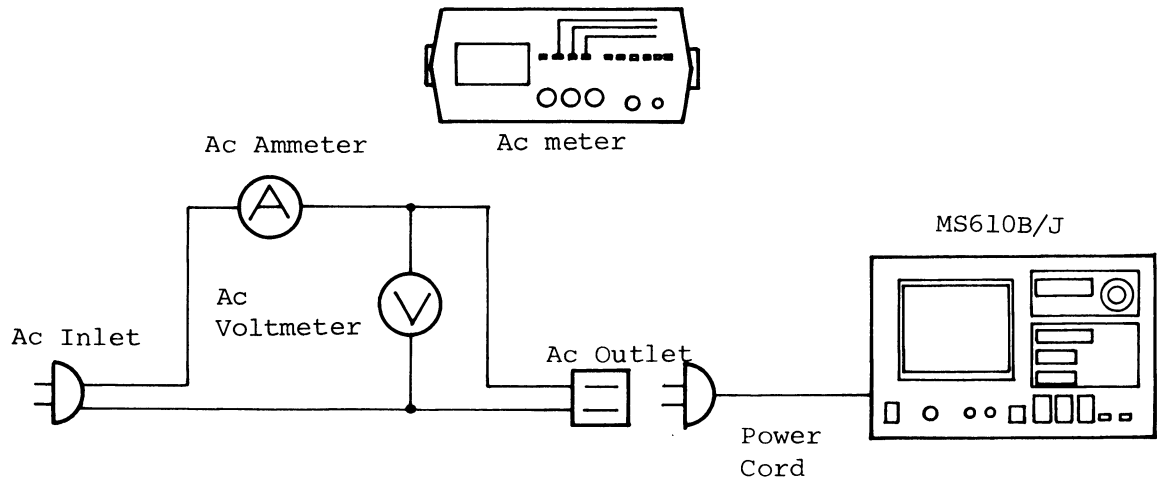 Ac meter
Ac Ammeter
A
MS610B/J
Ac
Voltmeter
V
Ac Inlet
Ac Outlet
Power
Cord